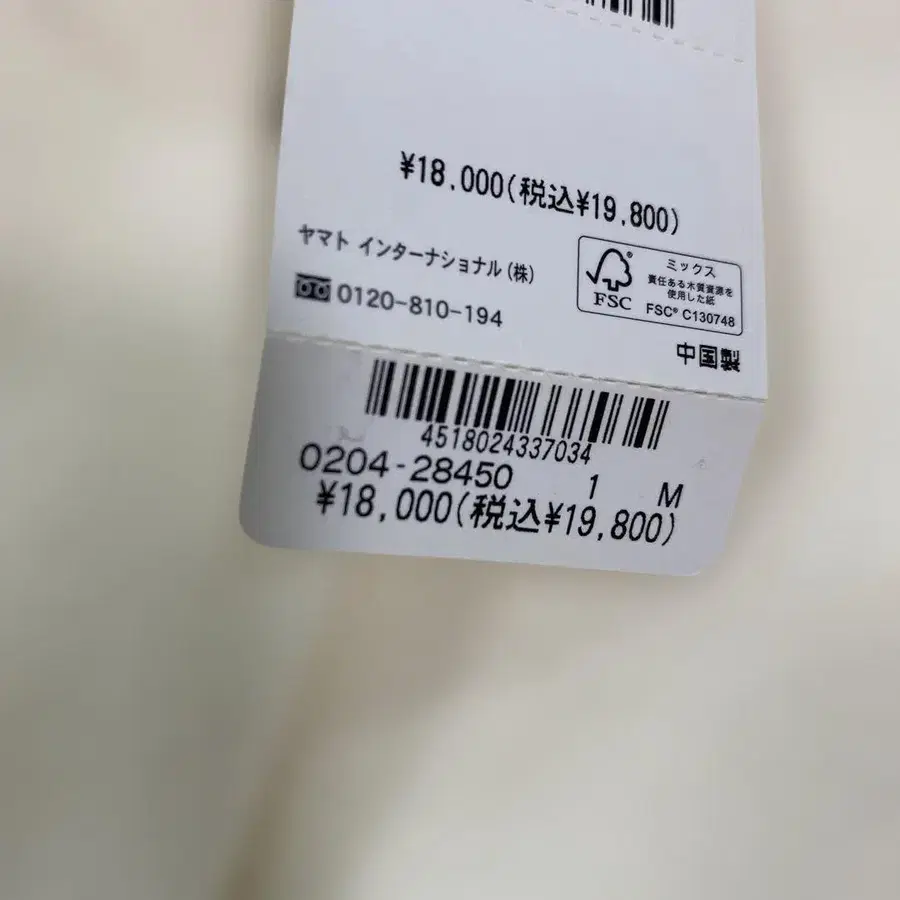 ¥18,000(税込¥19,800)
ヤマト インターナショナル(株)
0120-810-194
ミックス
責任ある木質資源を
使用した紙
FSC® C130748
FSC
中国製
4518024337034
0204-28450 1 M
¥18,000(税込¥19,800)